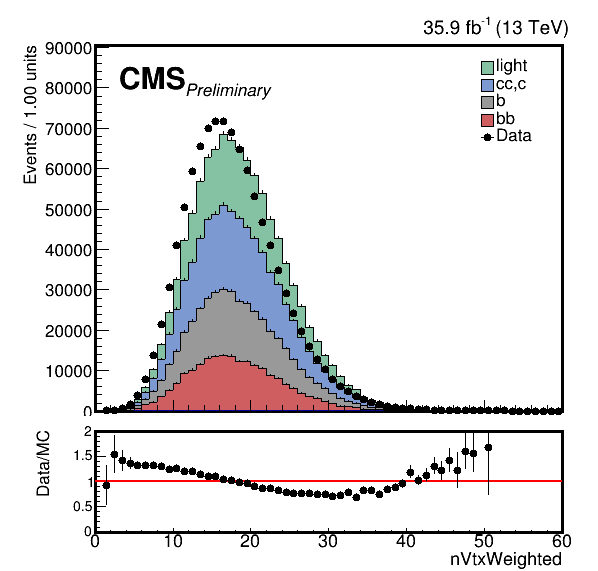 35.9 fb⁻¹ (13 TeV)
Events / 1.00 units
90000
80000
70000
60000
50000
40000
30000
20000
10000
0
CMS Preliminary
light
cc,c
b
bb
Data
Data/MC
2
1.5
1
0.5
0
0 10 20 30 40 50 60
nVtxWeighted